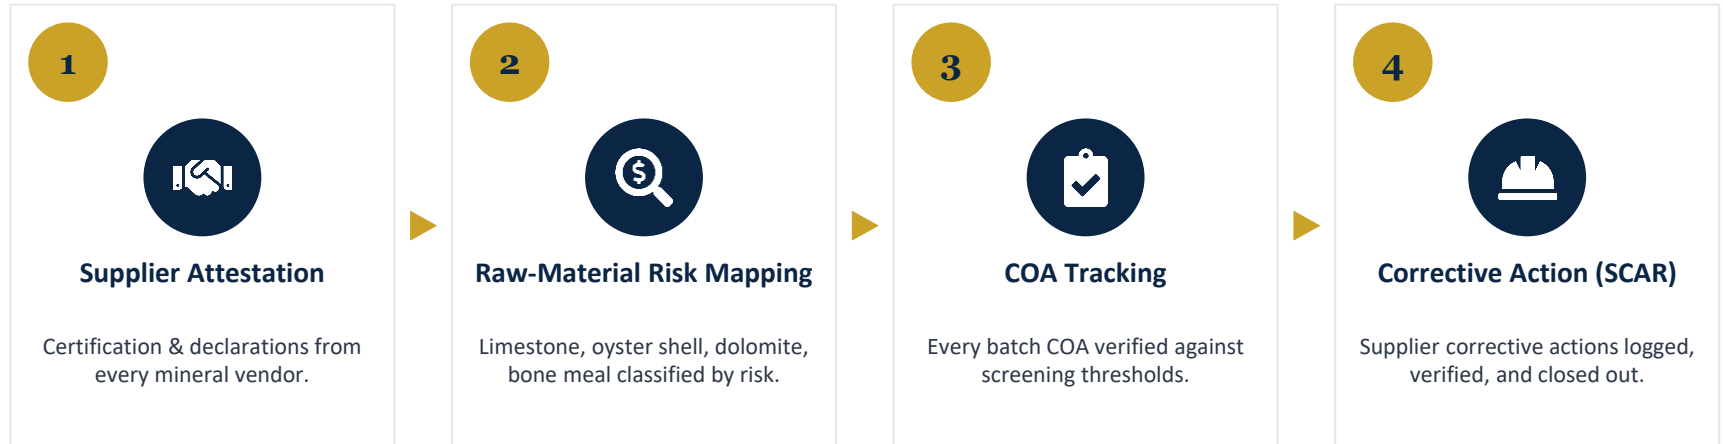 1
Supplier Attestation
Certification & declarations from
every mineral vendor.
2
$
Raw-Material Risk Mapping
Limestone, oyster shell, dolomite,
bone meal classified by risk.
3
COA Tracking
Every batch COA verified against
screening thresholds.
4
Corrective Action (SCAR)
Supplier corrective actions logged,
verified, and closed out.